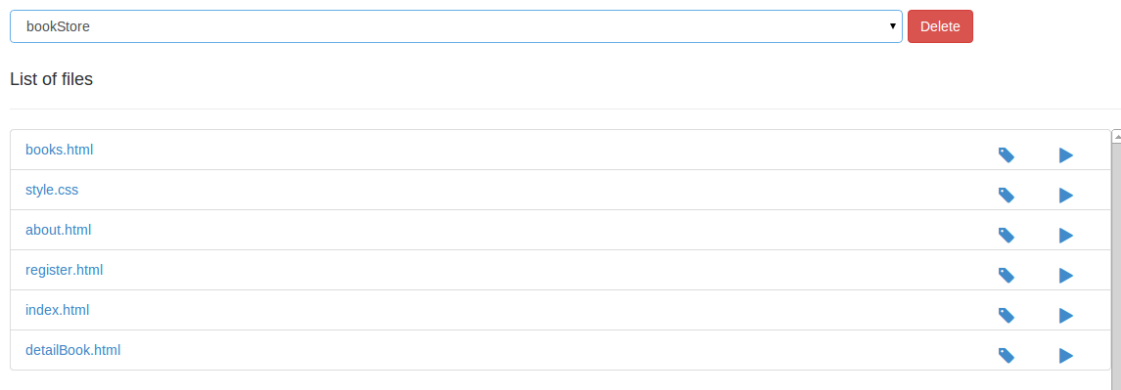 bookStore Delete
List of files
books.html
style.css
about.html
register.html
index.html
detailBook.html